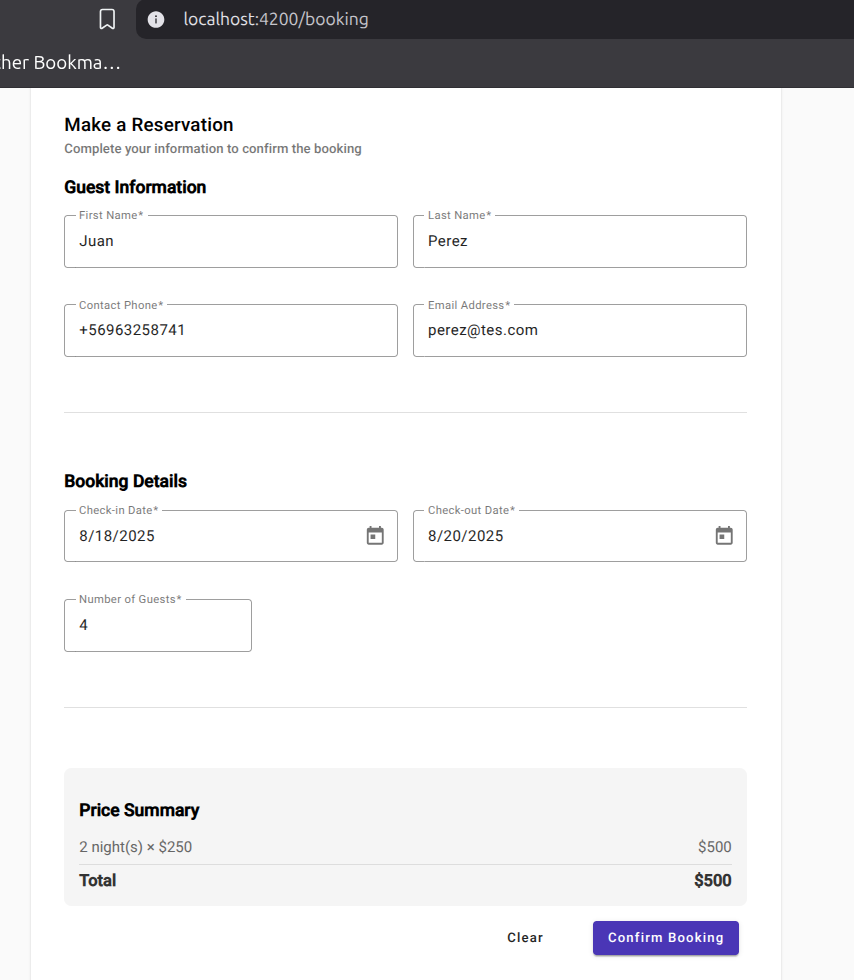 localhost:4200/booking
her Bookma...
Make a Reservation
Complete your information to confirm the booking
Guest Information
First Name* Last Name*
Juan Perez
Contact Phone* Email Address*
+56963258741 perez@tes.com
Booking Details
Check-in Date* Check-out Date*
8/18/2025 8/20/2025
Number of Guests*
4
Price Summary
2 night(s) × $250 $500
Total $500
Clear Confirm Booking